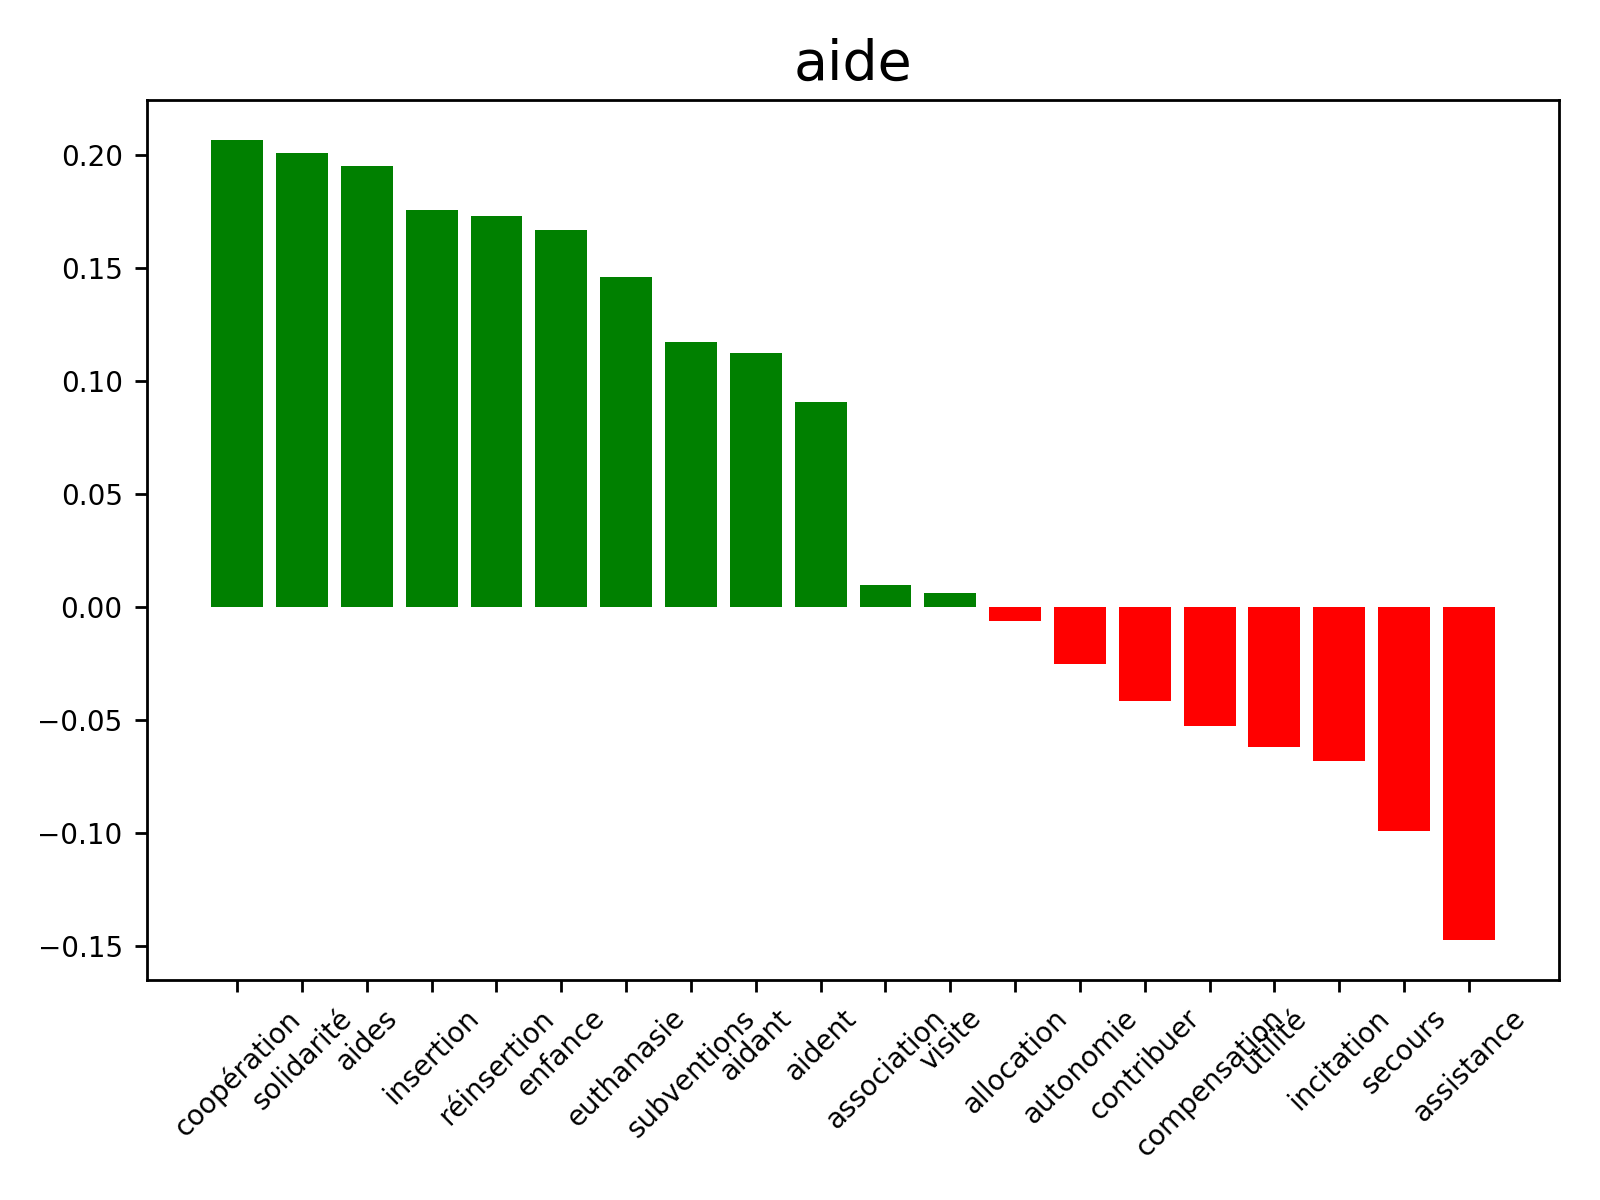 aide
0.20
0.15
0.10
0.05
0.00
−0.05
−0.10
−0.15
coopération
solidarité
aides
insertion
réinsertion
enfance
euthanasie
subventions
aidant
aident
association
visite
allocation
autonomie
contribuer
compensation
utilité
incitation
secours
assistance